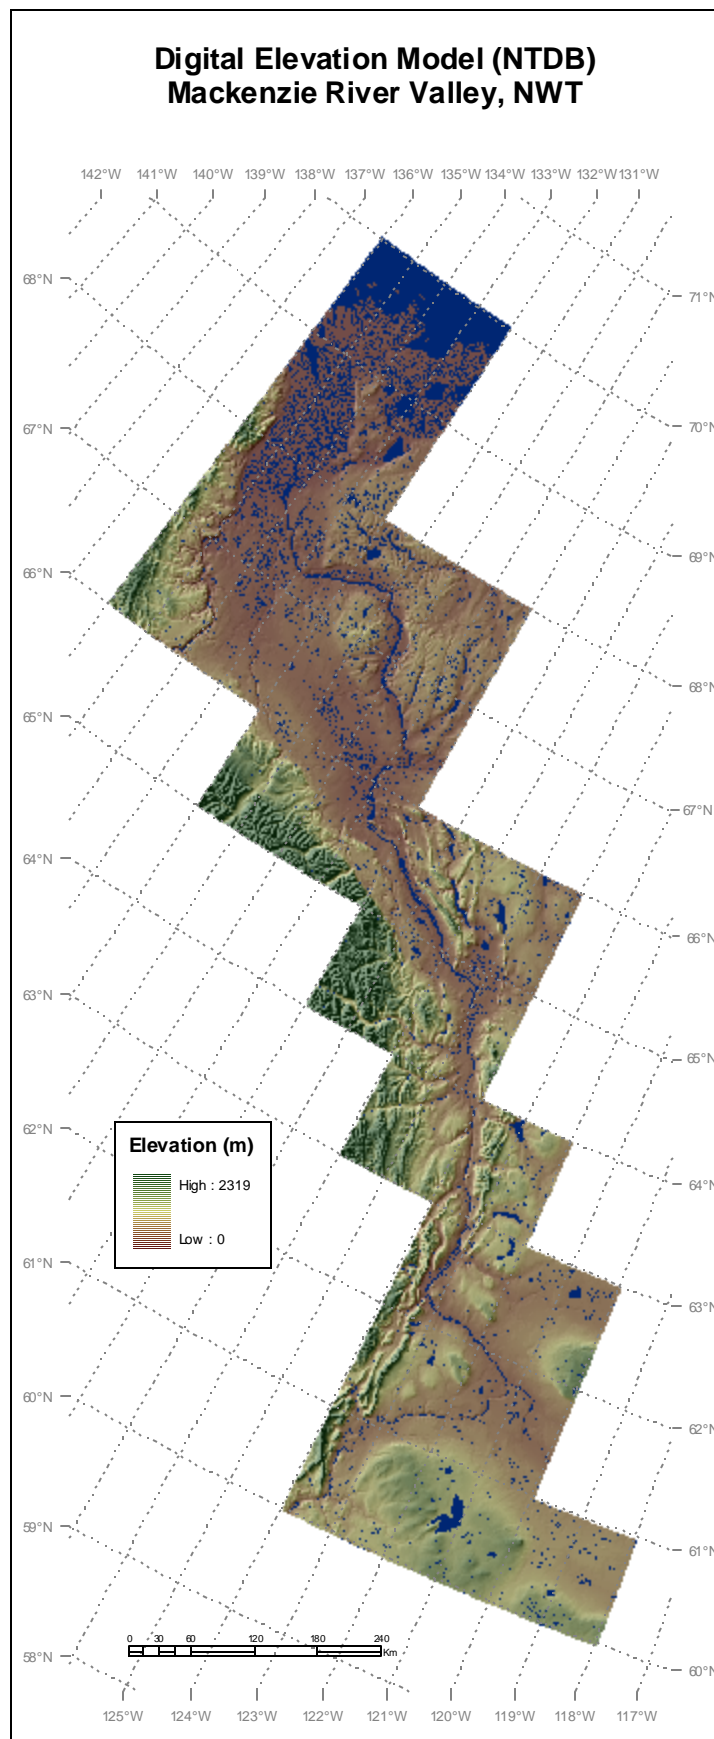 Digital Elevation Model (NTDB)
Mackenzie River Valley, NWT
142°W 141°W 140°W 139°W 138°W 137°W 136°W 135°W 134°W 133°W 132°W 131°W
68°N
71°N
67°N
70°N
69°N
66°N
68°N
65°N
67°N
64°N
66°N
63°N
65°N
62°N
Elevation (m)
High : 2319
Low : 0
64°N
61°N
63°N
60°N
62°N
59°N
61°N
0 30 60 120 180 240
Km
58°N
60°N
125°W 124°W 123°W 122°W 121°W 120°W 119°W 118°W 117°W